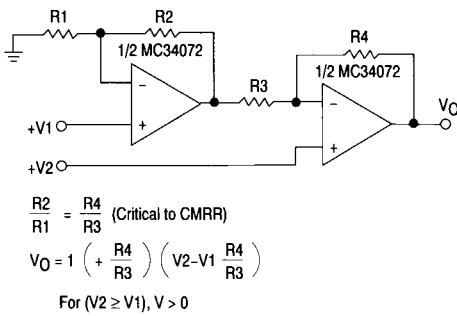 R1 R2
1/2 MC34072
R3
R4
1/2 MC34072
VO
− +
− +
+V1
+V2
R2/R1 = R4/R3 (Critical to CMRR)
VO = 1 ( + R4/R3 ) ( V2−V1 R4/R3 )
For (V2 ≥ V1), V > 0